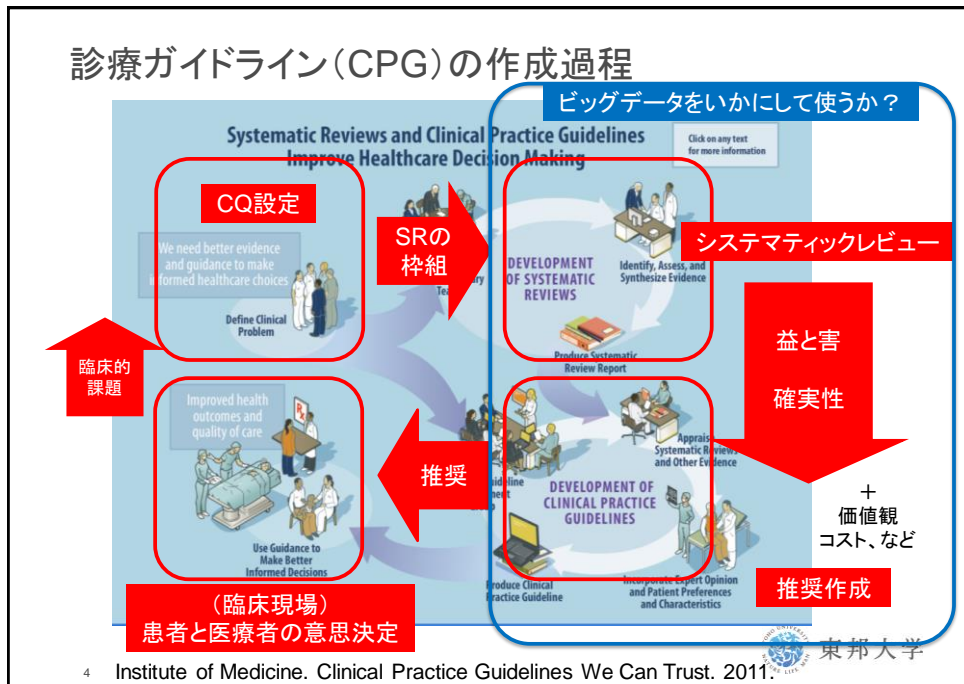 診療ガイドライン(CPG)の作成過程
ビッグデータをいかにして使うか?
Systematic Reviews and Clinical Practice Guidelines
Improve Healthcare Decision Making
Click on any text
for more information
CQ設定
We need better evidence
and guidance to make
informed healthcare choices
Define Clinical
Problem
SRの
枠組
DEVELOPMENT
OF SYSTEMATIC
REVIEWS
Identify, Assess, and
Synthesize Evidence
システマティックレビュー
Produce Systematic
Review Report
益と害
確実性
臨床的
課題
Improved health
outcomes and
quality of care
推奨
Appraise
Systematic Reviews
and Other Evidence
DEVELOPMENT OF
CLINICAL PRACTICE
GUIDELINES
+
価値観
コスト、など
Use Guidance to
Make Better
Informed Decisions
Produce Clinical
Practice Guideline
Incorporate Expert Opinion
and Patient Preferences
and Characteristics
推奨作成
(臨床現場)
患者と医療者の意思決定
東邦大学
4 Institute of Medicine. Clinical Practice Guidelines We Can Trust. 2011.